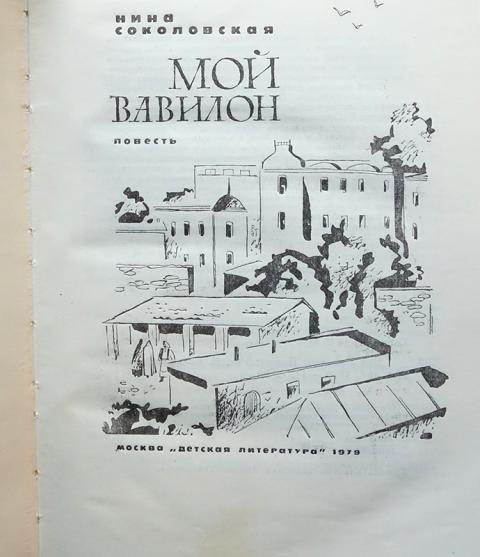 нина
соколовская
МОЙ
ВАВИЛОН
повесть
москва „детская литература" 1979